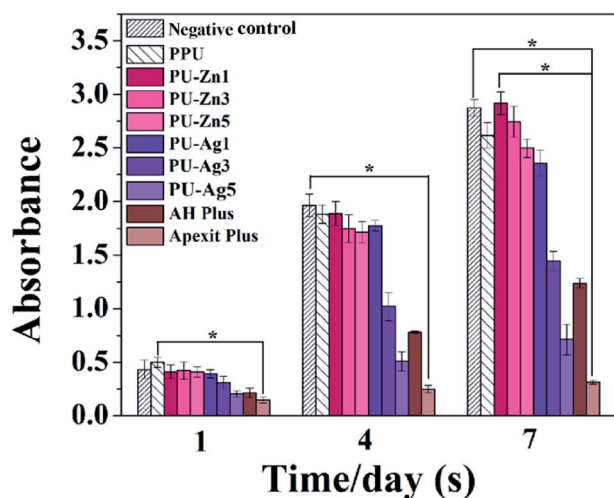 Absorbance
3.5
3.0
2.5
2.0
1.5
1.0
0.5
0.0
Negative control
PPU
PU-Zn1
PU-Zn3
PU-Zn5
PU-Ag1
PU-Ag3
PU-Ag5
AH Plus
Apexit Plus
*
*
*
*
1 4 7
Time/day (s)